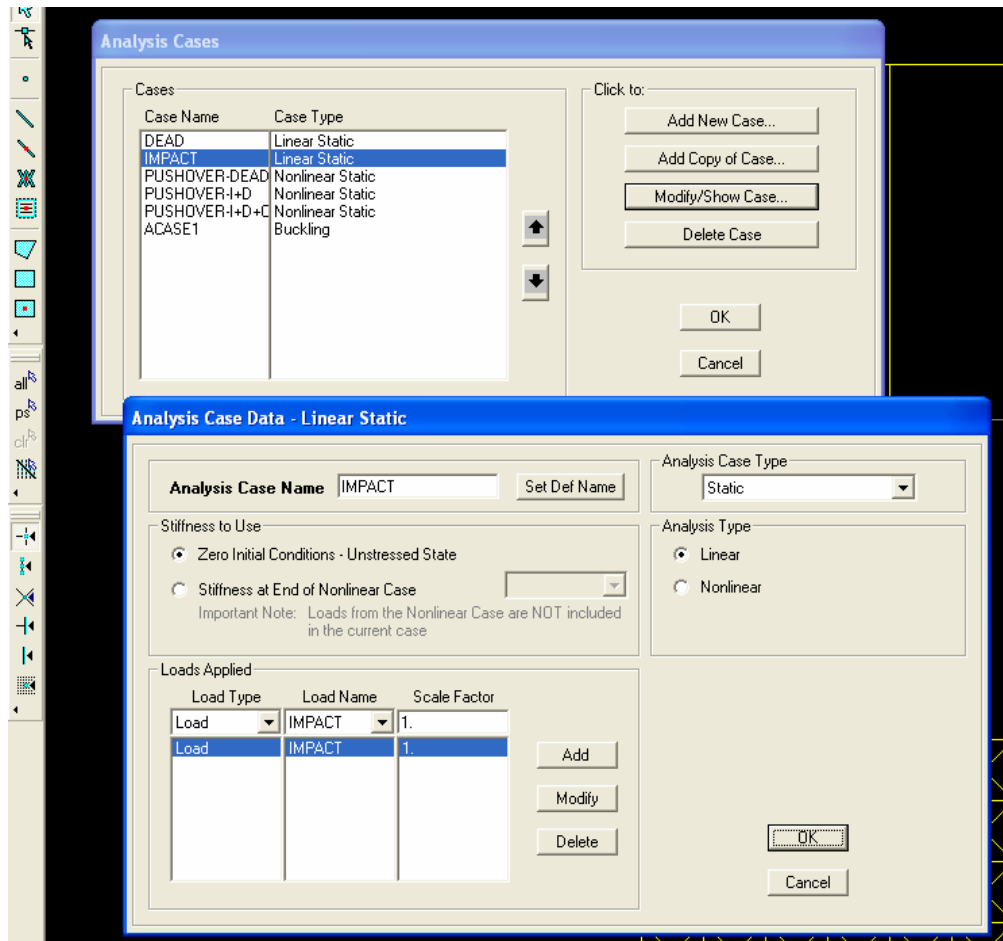 Analysis Cases
Cases
Case Name Case Type
DEAD Linear Static
IMPACT Linear Static
PUSHOVER-DEAD Nonlinear Static
PUSHOVER-I+D Nonlinear Static
PUSHOVER-I+D+C Nonlinear Static
ACASE1 Buckling
Click to:
Add New Case...
Add Copy of Case...
Modify/Show Case...
Delete Case
OK
Cancel
all
ps
clr
Analysis Case Data - Linear Static
Analysis Case Name IMPACT Set Def Name
Analysis Case Type
Static
Stiffness to Use
Zero Initial Conditions - Unstressed State
Stiffness at End of Nonlinear Case
Important Note: Loads from the Nonlinear Case are NOT included
in the current case
Analysis Type
Linear
Nonlinear
Loads Applied
Load Type Load Name Scale Factor
Load IMPACT 1.
Load IMPACT 1.
Add
Modify
Delete
OK
Cancel